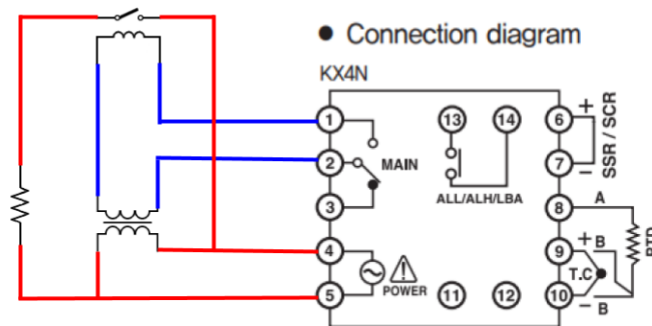 ● Connection diagram
KX4N
1
2
3
4
5
MAIN
POWER
13
14
ALL/ALH/LBA
11
12
6
7
8
9
10
+
−
SSR / SCR
A
+ B
T.C
− B
RTD